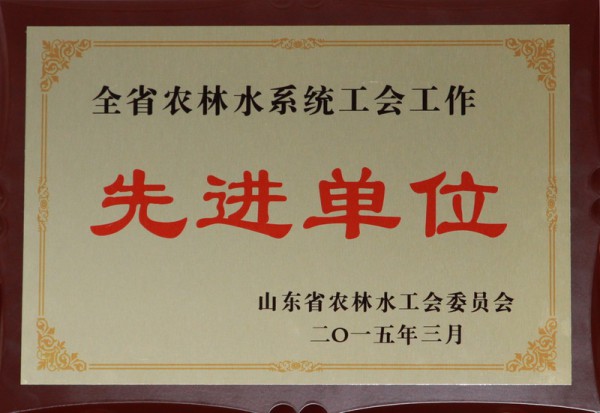 全省农林水系统工会工作
先进单位
山东省农林水工会委员会
二〇一五年三月